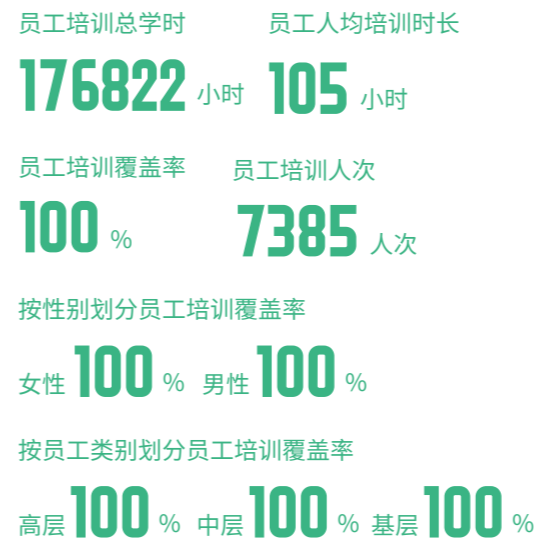 员工培训总学时 员工人均培训时长
176822 小时 105 小时
员工培训覆盖率 员工培训人次
100 % 7385 人次
按性别划分员工培训覆盖率
女性 100 % 男性 100 %
按员工类别划分员工培训覆盖率
高层 100 % 中层 100 % 基层 100 %